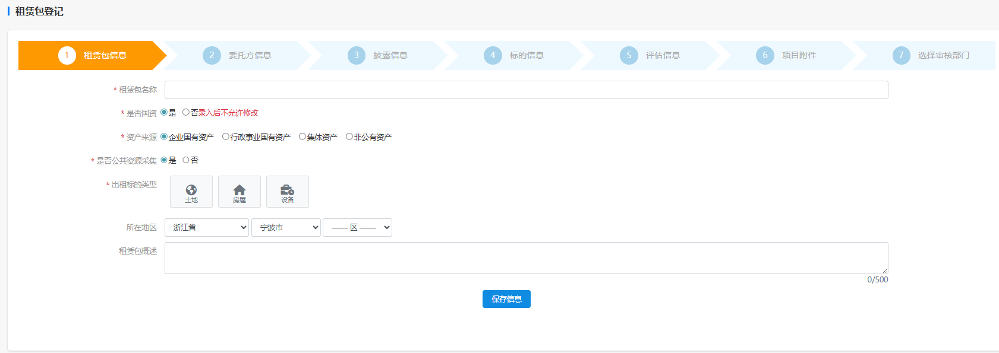 租赁包登记
1 租赁包信息 2 委托方信息 3 披露信息 4 标的信息 5 评估信息 6 项目附件 7 选择审核部门
* 租赁包名称
* 是否国资 是 否录入后不允许修改
* 资产来源 企业国有资产 行政事业国有资产 集体资产 非公有资产
* 是否公共资源采集 是 否
* 出租标的类型 土地 房屋 设备
所在地区 浙江省 宁波市 —— 区 ——
租赁包概述
0/500
保存信息